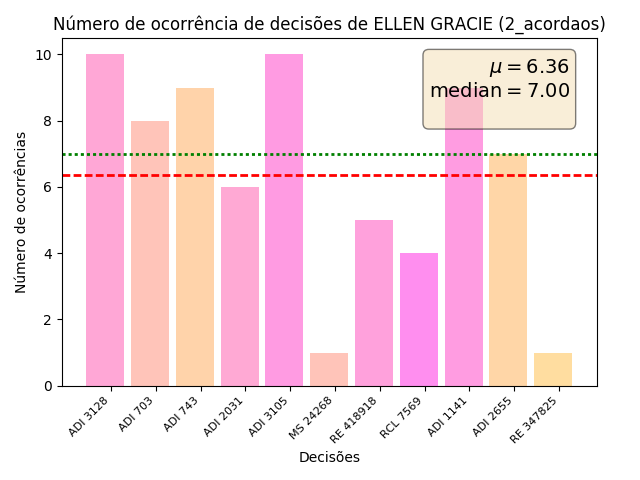 Número de ocorrência de decisões de ELLEN GRACIE (2_acordaos)
μ = 6.36
median = 7.00
Número de ocorrências
10
8
6
4
2
0
ADI 3128
ADI 703
ADI 743
ADI 2031
ADI 3105
MS 24268
RE 418918
RCL 7569
ADI 1141
ADI 2655
RE 347825
Decisões